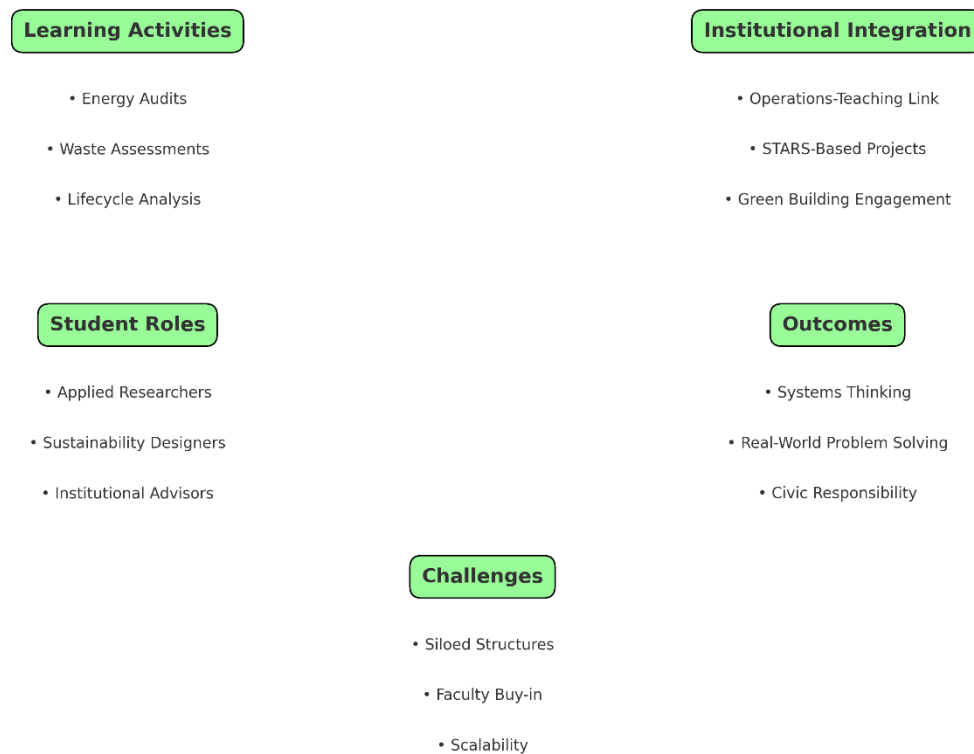 Learning Activities
• Energy Audits
• Waste Assessments
• Lifecycle Analysis
Institutional Integration
• Operations-Teaching Link
• STARS-Based Projects
• Green Building Engagement
Student Roles
• Applied Researchers
• Sustainability Designers
• Institutional Advisors
Outcomes
• Systems Thinking
• Real-World Problem Solving
• Civic Responsibility
Challenges
• Siloed Structures
• Faculty Buy-in
• Scalability